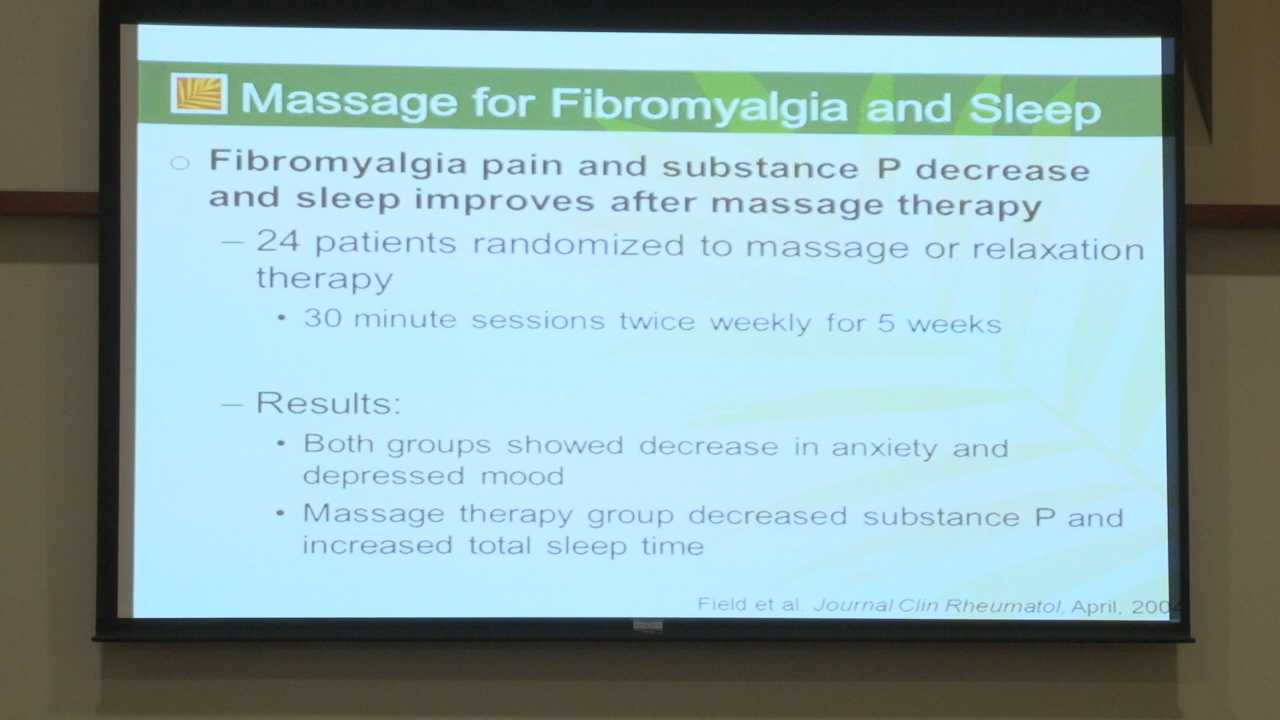 Massage for Fibromyalgia and Sleep
○ Fibromyalgia pain and substance P decrease
and sleep improves after massage therapy
– 24 patients randomized to massage or relaxation
therapy
• 30 minute sessions twice weekly for 5 weeks
– Results:
• Both groups showed decrease in anxiety and
depressed mood
• Massage therapy group decreased substance P and
increased total sleep time
Field et al. Journal Clin Rheumatol, April,